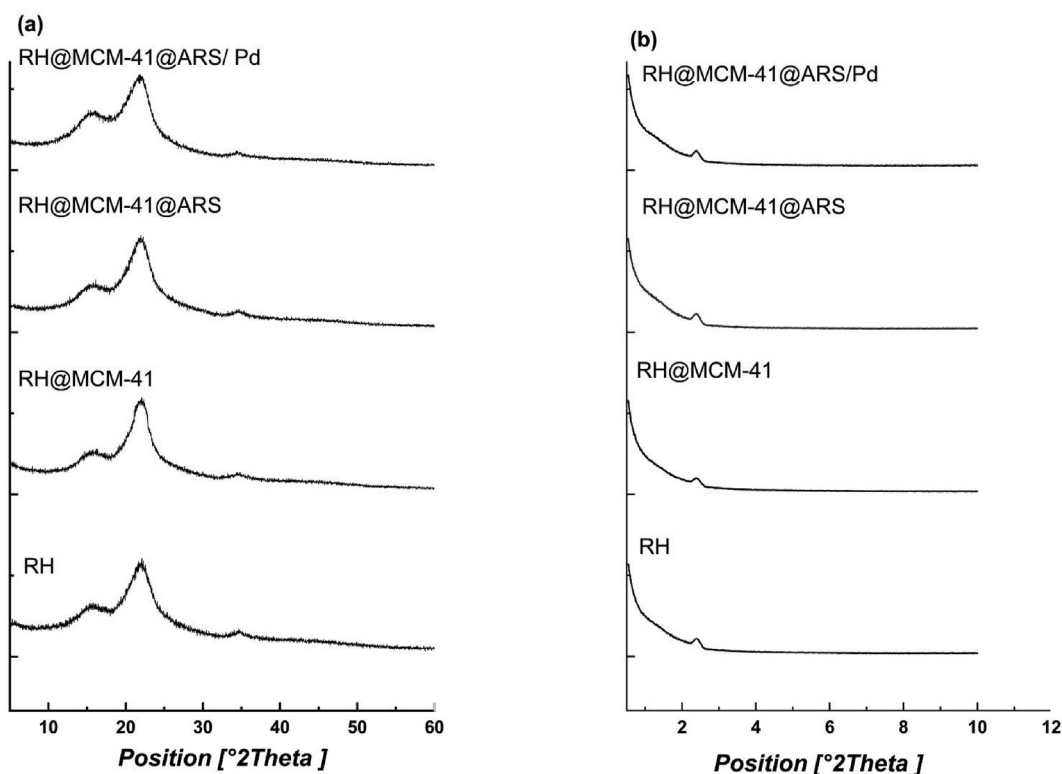 (a)
RH@MCM-41@ARS/ Pd
RH@MCM-41@ARS
RH@MCM-41
RH
10 20 30 40 50 60
Position [°2Theta ]
(b)
RH@MCM-41@ARS/Pd
RH@MCM-41@ARS
RH@MCM-41
RH
2 4 6 8 10 12
Position [°2Theta ]